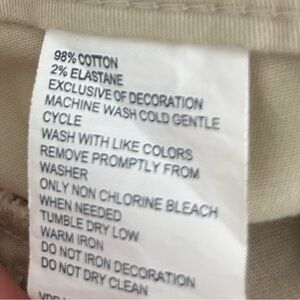 98% COTTON
2% ELASTANE
EXCLUSIVE OF DECORATION
MACHINE WASH COLD GENTLE
CYCLE
WASH WITH LIKE COLORS
REMOVE PROMPTLY FROM
WASHER
ONLY NON CHLORINE BLEACH
WHEN NEEDED
TUMBLE DRY LOW
WARM IRON
DO NOT IRON DECORATION
DO NOT DRY CLEAN